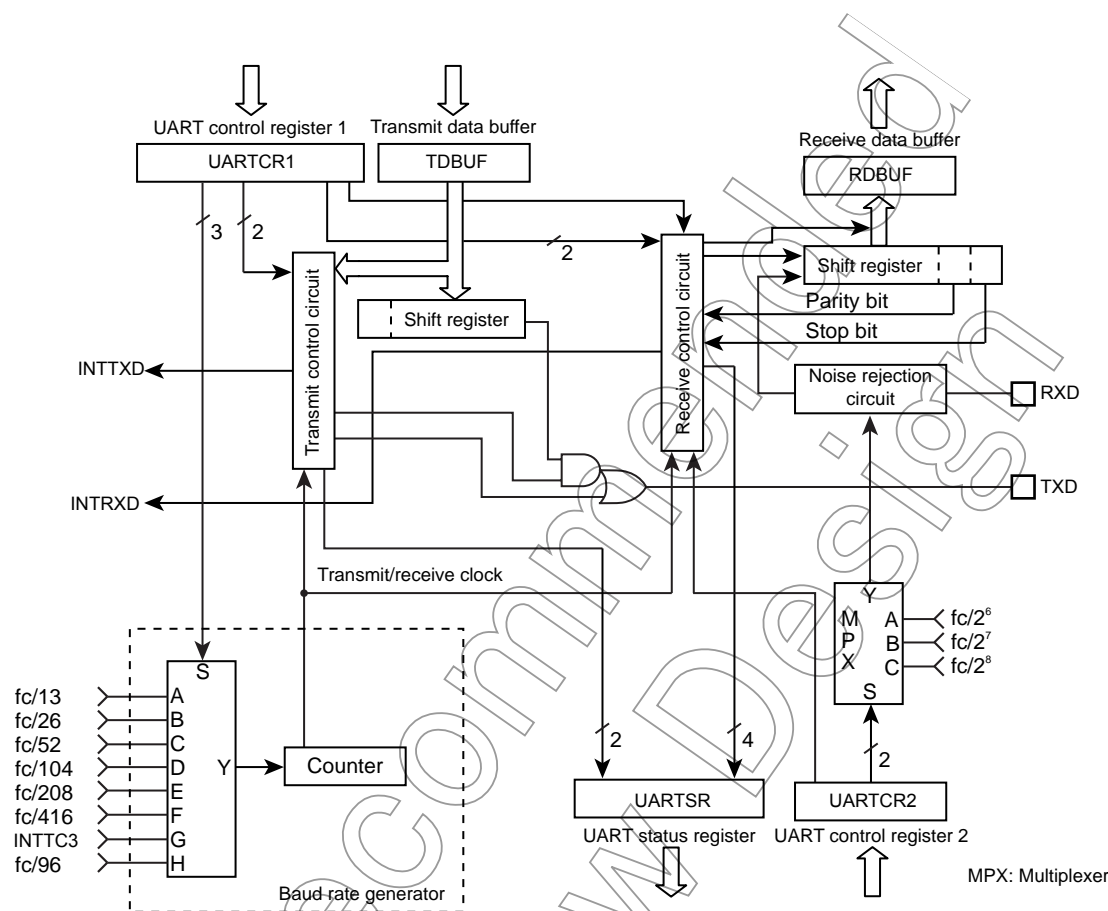 UART control register 1
Transmit data buffer
Receive data buffer
UARTCR1
TDBUF
RDBUF
3
2
2
Shift register
Parity bit
Stop bit
Transmit control circuit
Shift register
Receive control circuit
INTTXD
Noise rejection
circuit
RXD
INTRXD
TXD
Transmit/receive clock
Y
M
P
X
A
B
C
S
fc/2⁶
fc/2⁷
fc/2⁸
S
fc/13
A
fc/26
B
fc/52
C
fc/104
D
fc/208
E
fc/416
F
INTTC3
G
fc/96
H
Y
Counter
2
4
2
UARTSR
UARTCR2
UART status register
UART control register 2
Baud rate generator
MPX: Multiplexer
ecommended
w Design